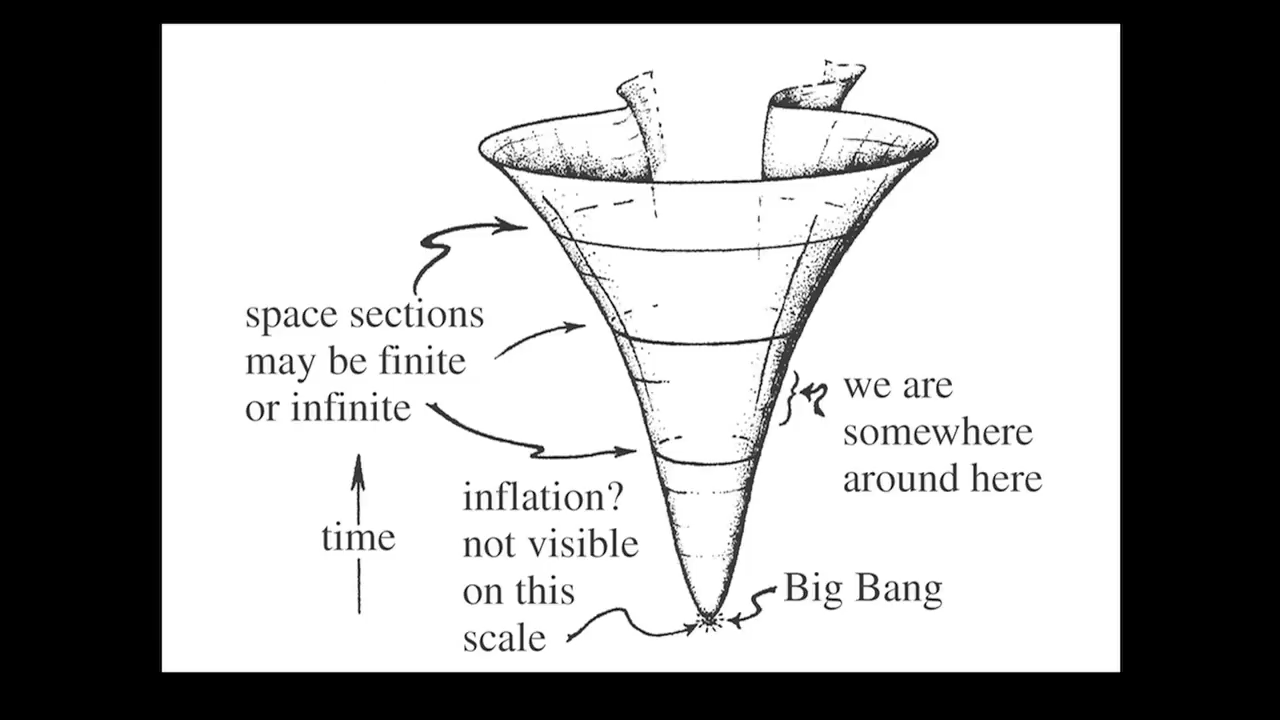 space sections
may be finite
or infinite
we are
somewhere
around here
time
inflation?
not visible
on this
scale
Big Bang